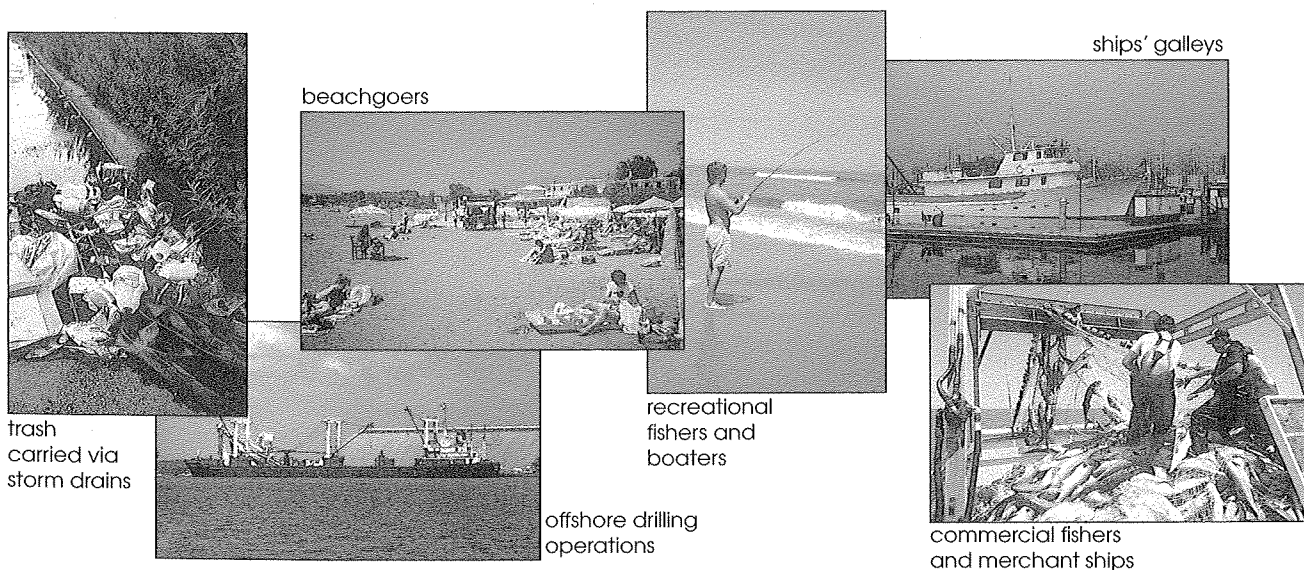 ships' galleys
beachgoers
trash
carried via
storm drains
recreational
fishers and
boaters
offshore drilling
operations
commercial fishers
and merchant ships